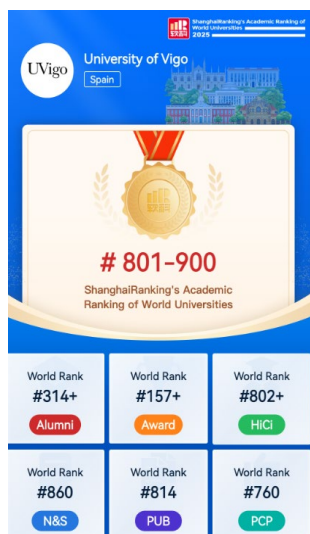 ShanghaiRanking's Academic Ranking of
World Universities
2025
UVigo
University of Vigo
Spain
# 801-900
ShanghaiRanking's Academic
Ranking of World Universities
World Rank
#314+
Alumni
World Rank
#157+
Award
World Rank
#802+
HiCi
World Rank
#860
N&S
World Rank
#814
PUB
World Rank
#760
PCP